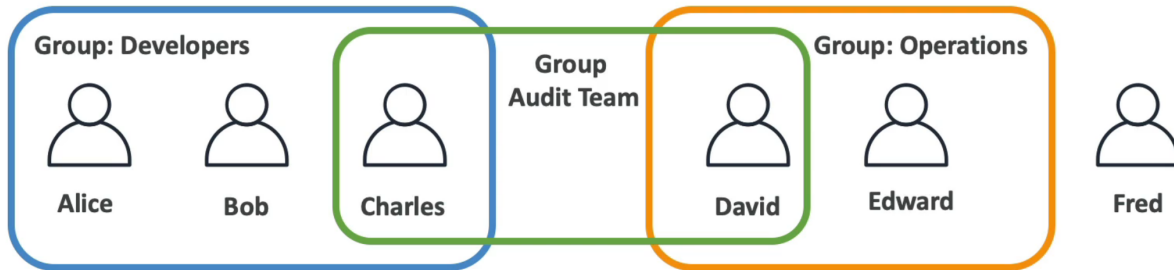 Group: Developers
Group
Audit Team
Group: Operations
Alice
Bob
Charles
David
Edward
Fred